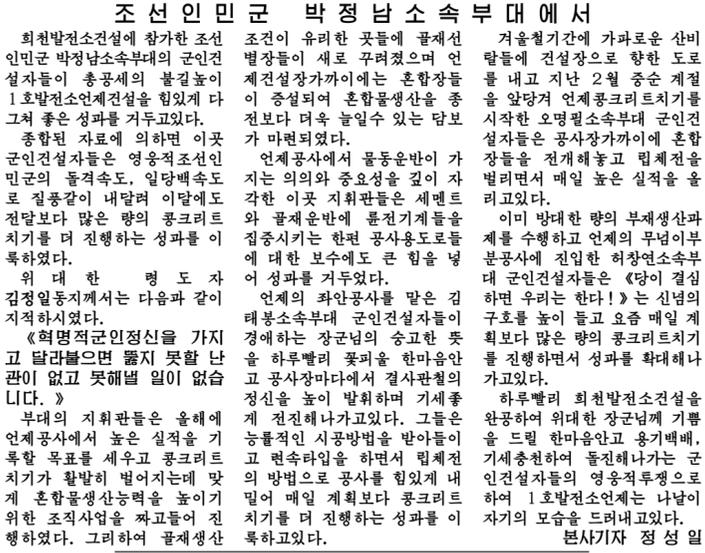 조선인민군 박정남소속부대에서
희천발전소건설에 참가한 조선
인민군 박정남소속부대의 군인건
설자들이 총공세의 불길높이
1호발전소언제건설을 힘있게 다
그쳐 좋은 성과를 거두고있다.
종합된 자료에 의하면 이곳
군인건설자들은 영웅적조선인
민군의 돌격속도, 일당백속도
로 질풍같이 내달려 이달에도
전달보다 많은 량의 콩크리트
치기를 더 진행하는 성과를 이
룩하였다.
위대한 령도자
김정일동지께서는 다음과 같이
지적하시였다.
《혁명적군인정신을 가지
고 달라붙으면 뚫지 못할 난
관이 없고 못해낼 일이 없습
니다. 》
부대의 지휘관들은 올해에
언제공사에서 높은 실적을 기
록할 목표를 세우고 콩크리트
치기가 활발히 벌어지는데 맞
게 혼합물생산능력을 높이기
위한 조직사업을 짜고들어 진
행하였다. 그리하여 골재생산
조건이 유리한 곳들에 골재선
별장들이 새로 꾸려졌으며 언
제건설장가까이에는 혼합장들
이 증설되여 혼합물생산을 종
전보다 더욱 늘일수 있는 담보
가 마련되였다.
언제공사에서 물동운반이 가
지는 의의와 중요성을 깊이 자
각한 이곳 지휘관들은 세멘트
와 골재운반에 륜전기계들을
집중시키는 한편 공사용도로들
에 대한 보수에도 큰 힘을 넣
어 성과를 거두었다.
언제의 좌안공사를 맡은 김
태봉소속부대 군인건설자들이
경애하는 장군님의 숭고한 뜻
을 하루빨리 꽃피울 한마음안
고 공사장마다에서 결사관철의
정신을 높이 발휘하며 기세좋
게 전진해나가고있다. 그들은
능률적인 시공방법을 받아들이
고 련속타입을 하면서 립체전
의 방법으로 공사를 힘있게 내
밀어 매일 계획보다 콩크리트
치기를 더 진행하는 성과를 이
룩하고있다.
겨울철기간에 가파로운 산비
탈들에 건설장으로 향한 도로
를 내고 지난 2월 중순 계절
을 앞당겨 언제콩크리트치기를
시작한 오명필소속부대 군인건
설자들은 공사장가까이에 혼합
장들을 전개해놓고 립체전을
벌리면서 매일 높은 실적을 올
리고있다.
이미 방대한 량의 부재생산과
제를 수행하고 언제의 무넘이부
분공사에 진입한 허창연소속부
대 군인건설자들은 《당이 결심
하면 우리는 한다!》는 신념의
구호를 높이 들고 요즘 매일 계
획보다 많은 량의 콩크리트치기
를 진행하면서 성과를 확대해나
가고있다.
하루빨리 희천발전소건설을
완공하여 위대한 장군님께 기쁨
을 드릴 한마음안고 용기백배,
기세충천하여 돌진해나가는 군
인건설자들의 영웅적투쟁으로
하여 1호발전소언제는 나날이
자기의 모습을 드러내고있다.
본사기자 정성일